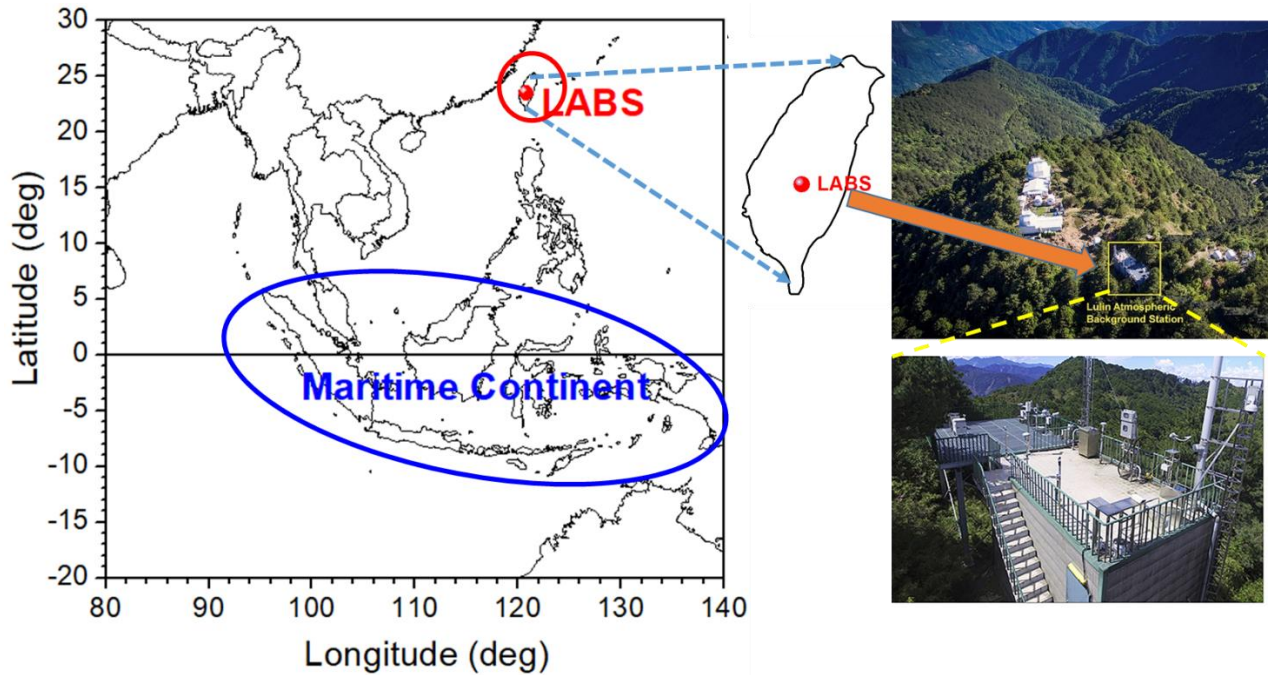 30
25
20
15
10
5
0
-5
-10
-15
-20
80 90 100 110 120 130 140
Latitude (deg)
Longitude (deg)
LABS
Maritime Continent
LABS
Lulin Atmospheric
Background Station